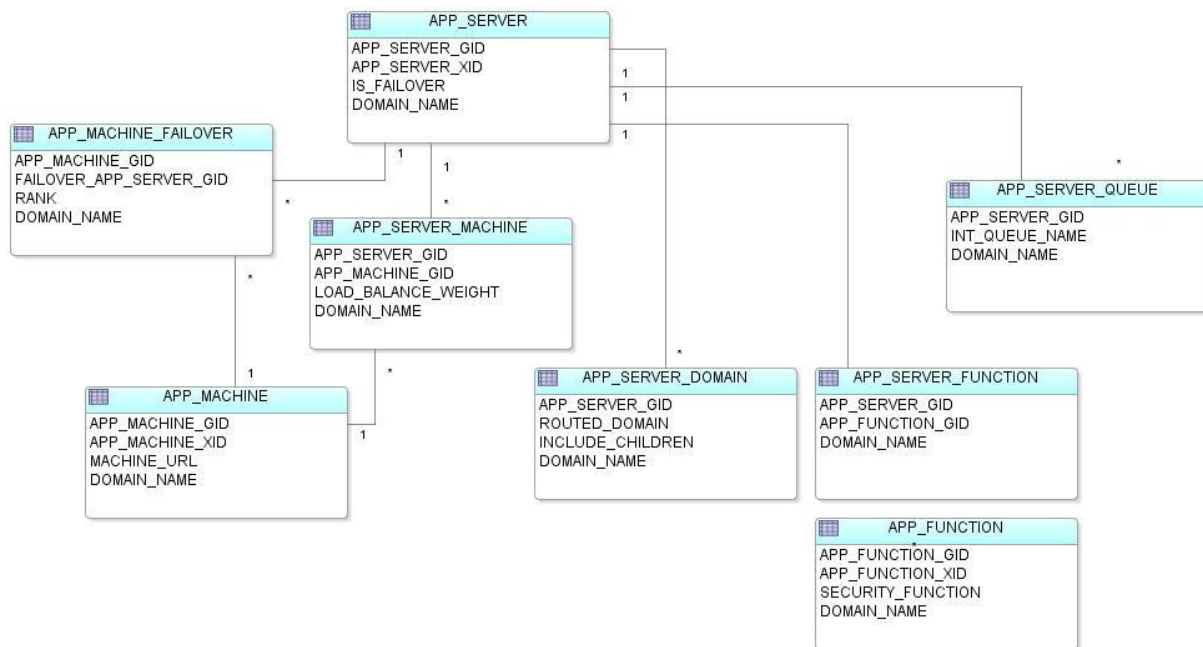 APP_SERVER
APP_SERVER_GID
APP_SERVER_XID
IS_FAILOVER
DOMAIN_NAME
1
1
1
1
1
APP_MACHINE_FAILOVER
APP_MACHINE_GID
FAILOVER_APP_SERVER_GID
RANK
DOMAIN_NAME
*
*
*
APP_SERVER_MACHINE
APP_SERVER_GID
APP_MACHINE_GID
LOAD_BALANCE_WEIGHT
DOMAIN_NAME
*
APP_SERVER_QUEUE
APP_SERVER_GID
INT_QUEUE_NAME
DOMAIN_NAME
*
1
1
APP_MACHINE
APP_MACHINE_GID
APP_MACHINE_XID
MACHINE_URL
DOMAIN_NAME
*
APP_SERVER_DOMAIN
APP_SERVER_GID
ROUTED_DOMAIN
INCLUDE_CHILDREN
DOMAIN_NAME
APP_SERVER_FUNCTION
APP_SERVER_GID
APP_FUNCTION_GID
DOMAIN_NAME
APP_FUNCTION
*
APP_FUNCTION_GID
APP_FUNCTION_XID
SECURITY_FUNCTION
DOMAIN_NAME